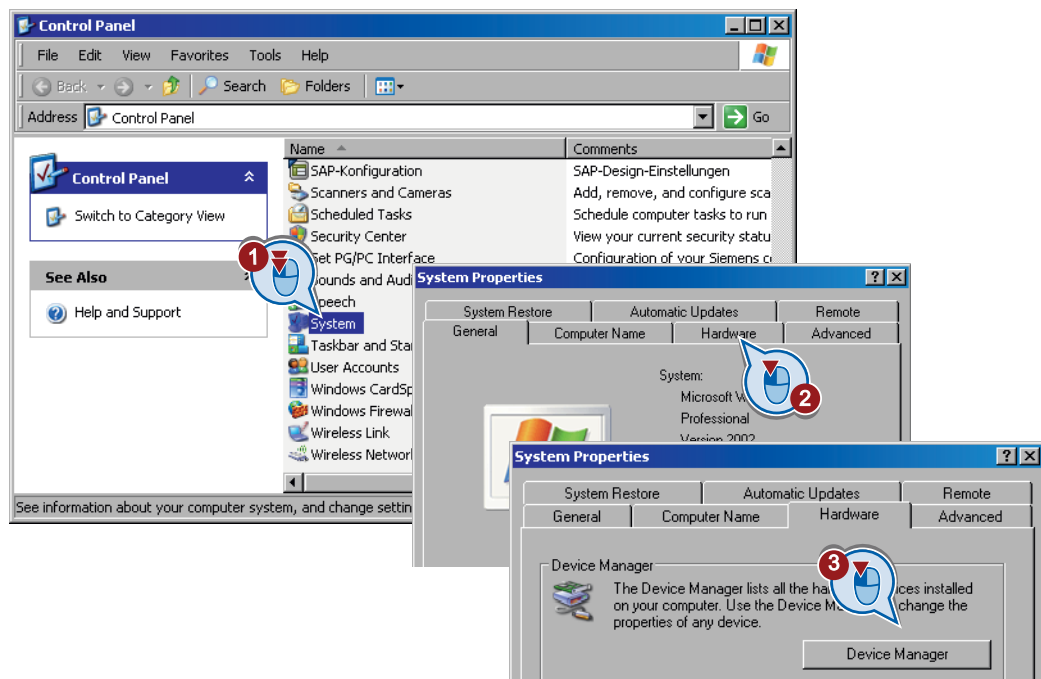 Control Panel
File Edit View Favorites Tools Help
Back Search Folders
Address Control Panel Go
Control Panel
Switch to Category View
See Also
Help and Support
Name Comments
SAP-Konfiguration SAP-Design-Einstellungen
Scanners and Cameras Add, remove, and configure sca
Scheduled Tasks Schedule computer tasks to run
Security Center View your current security statu
Set PG/PC Interface Configuration of your Siemens c
ounds and Audi
peech
System
Taskbar and Star
User Accounts
Windows CardSp
Windows Firewal
Wireless Link
Wireless Networ
See information about your computer system, and change settin
1
System Properties
System Restore Automatic Updates Remote
General Computer Name Hardware Advanced
System:
Microsoft W
Professional
Version 2002
2
System Properties
System Restore Automatic Updates Remote
General Computer Name Hardware Advanced
Device Manager
The Device Manager lists all the ha ces installed
on your computer. Use the Device M change the
properties of any device.
3
Device Manager